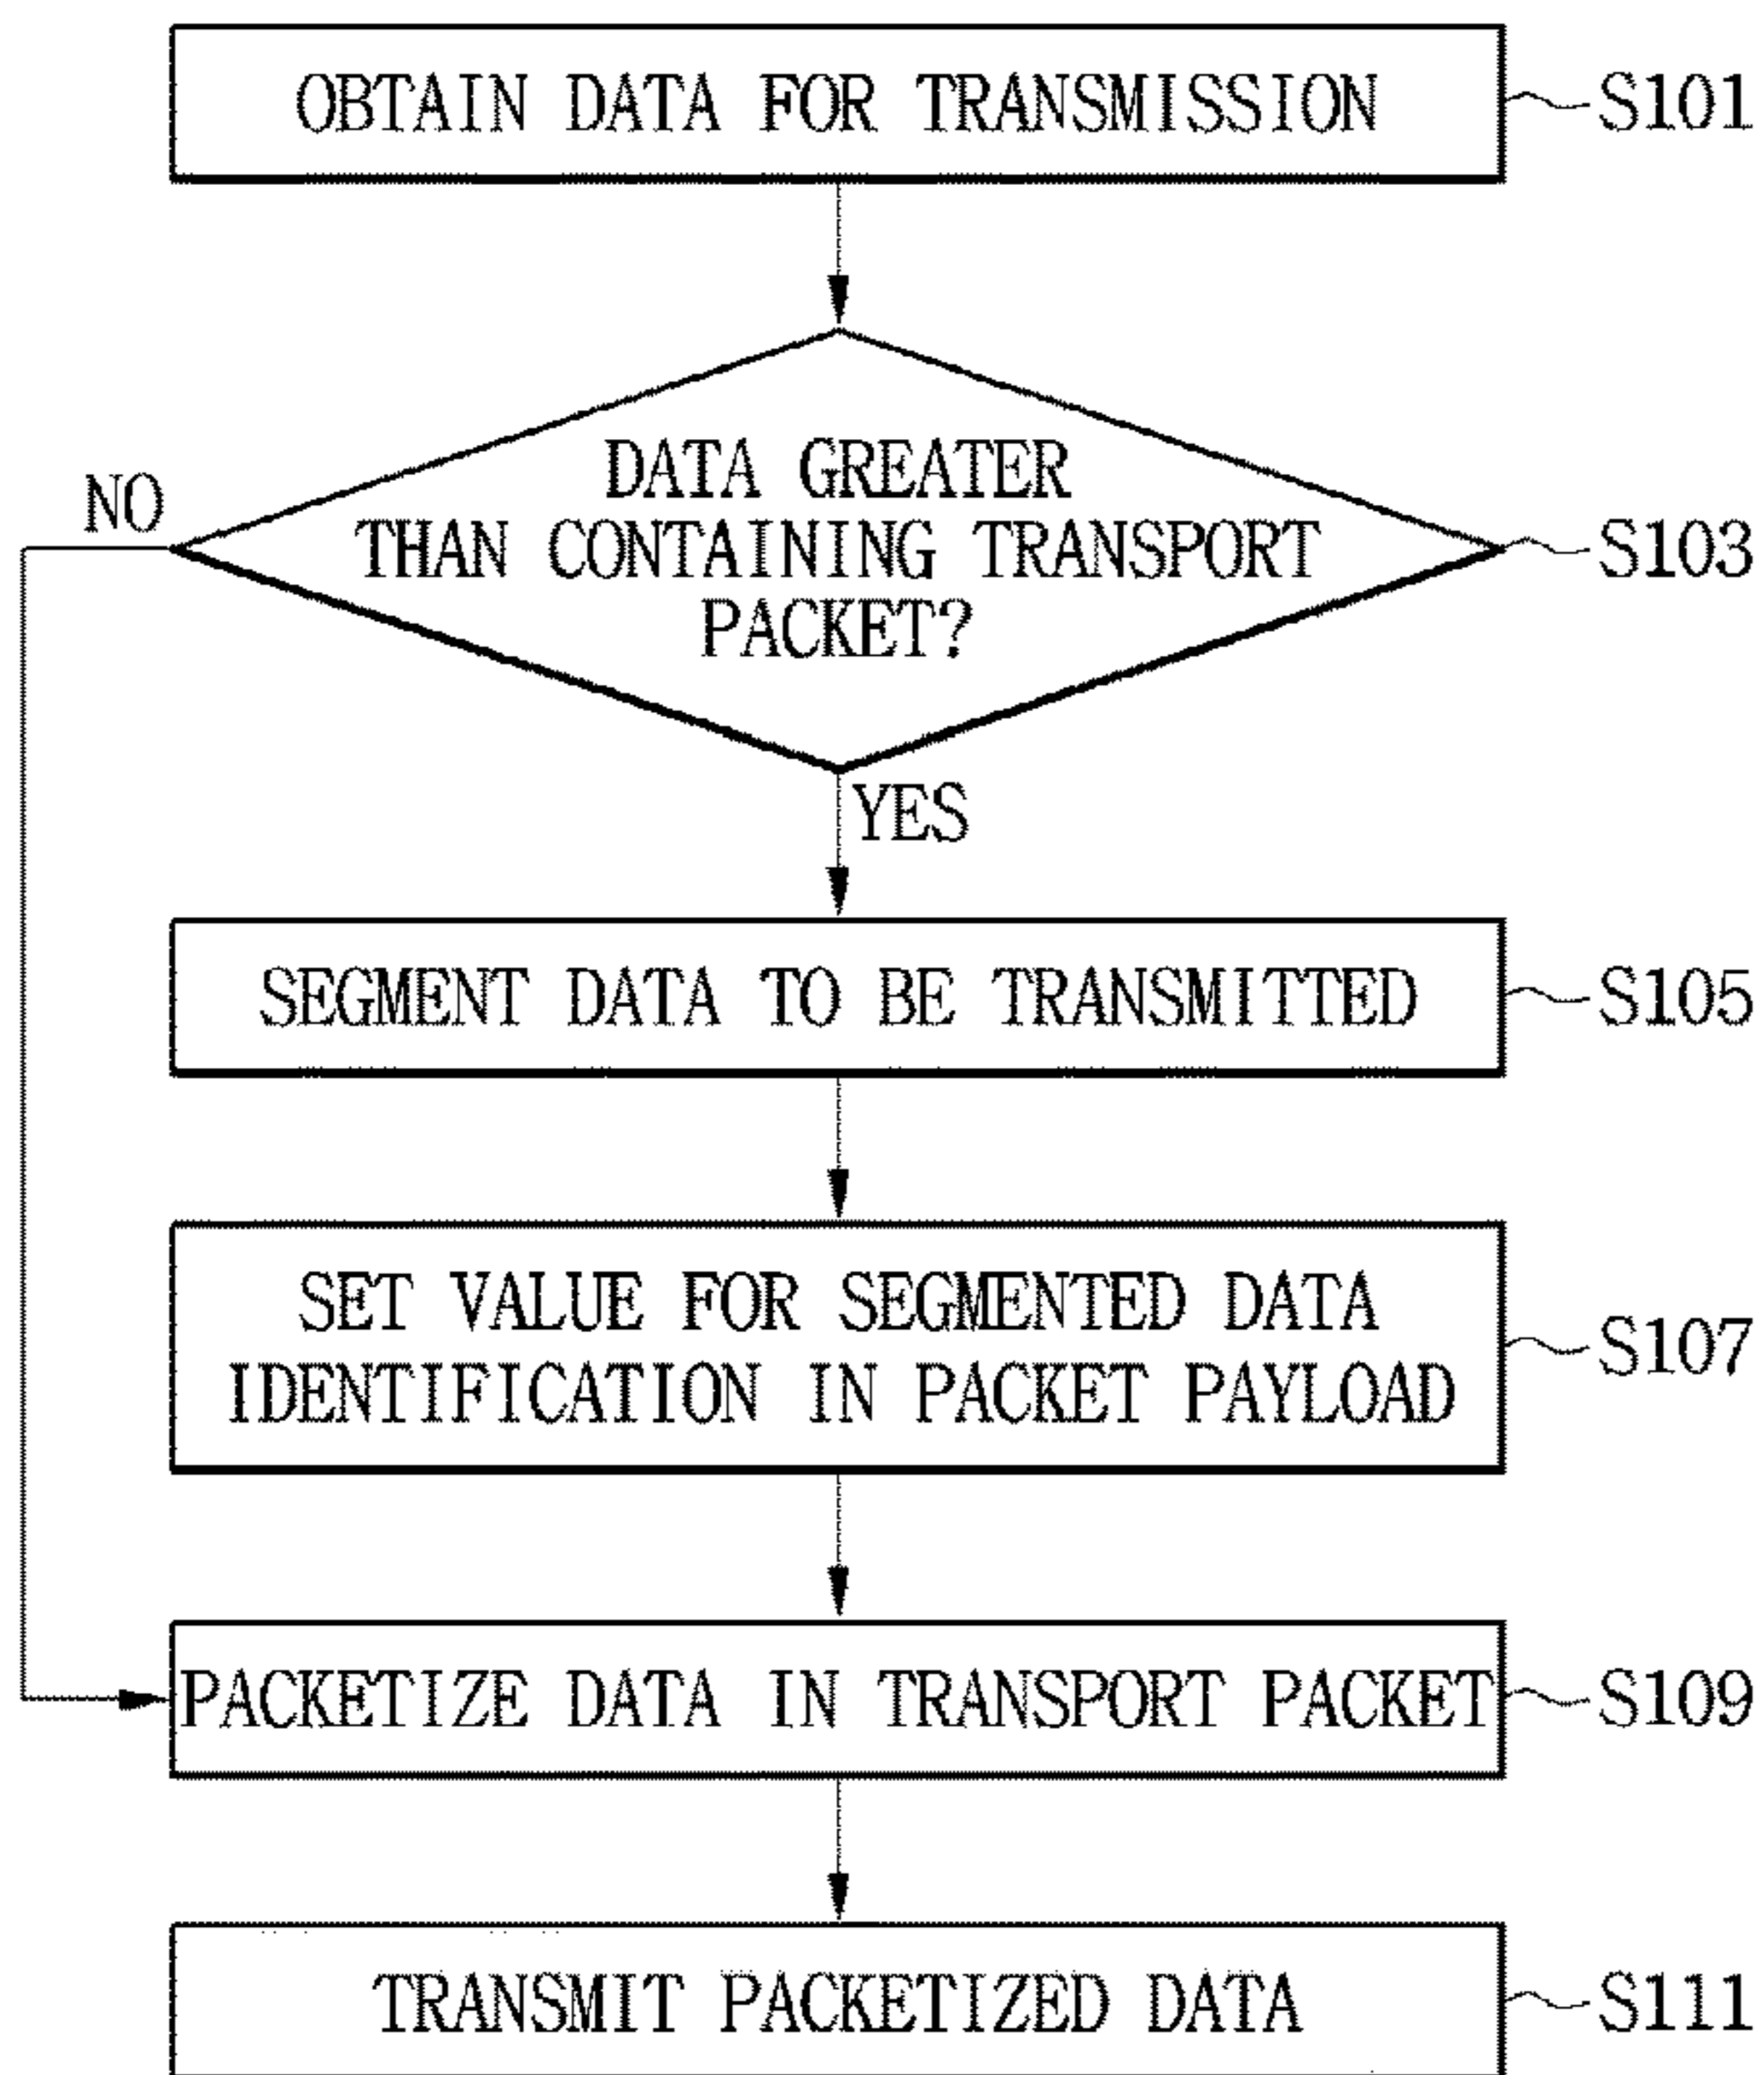 OBTAIN DATA FOR TRANSMISSION
S101
DATA GREATER
THAN CONTAINING TRANSPORT
PACKET?
S103
NO
YES
SEGMENT DATA TO BE TRANSMITTED
S105
SET VALUE FOR SEGMENTED DATA
IDENTIFICATION IN PACKET PAYLOAD
S107
PACKETIZE DATA IN TRANSPORT PACKET
S109
TRANSMIT PACKETIZED DATA
S111